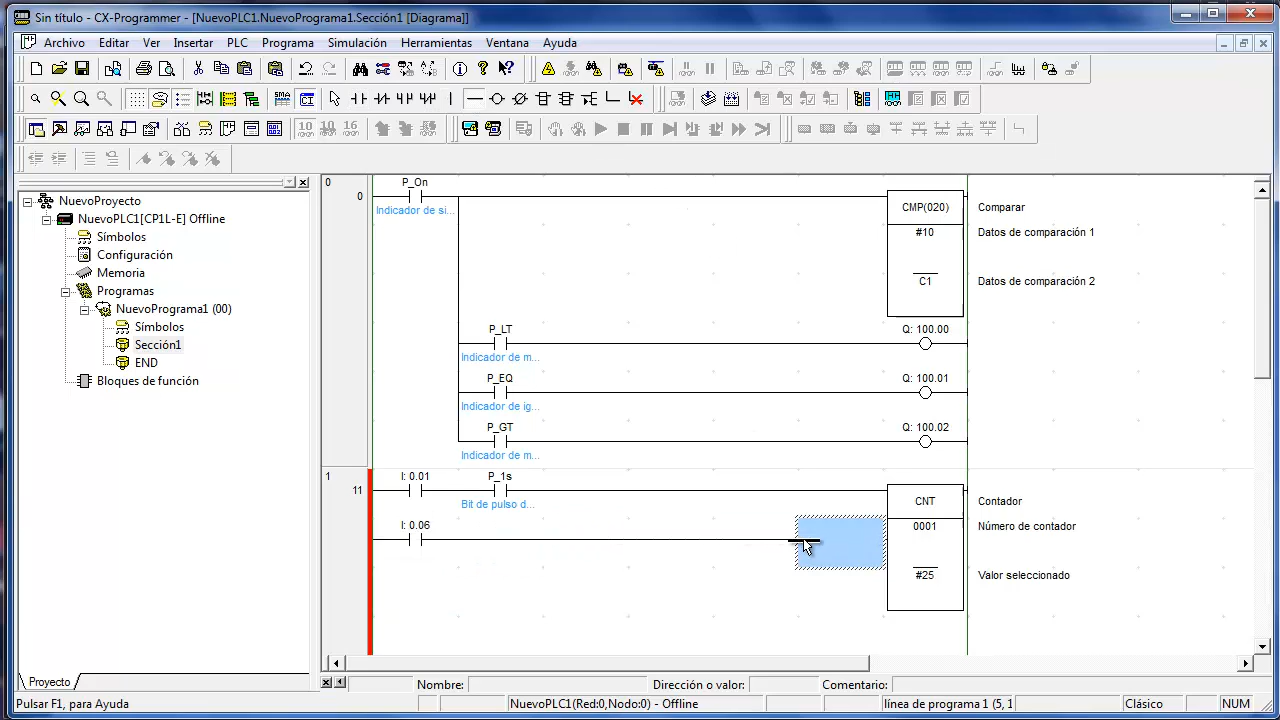 Sin título - CX-Programmer - [NuevoPLC1.NuevoPrograma1.Sección1 [Diagrama]]
Archivo Editar Ver Insertar PLC Programa Simulación Herramientas Ventana Ayuda
10 10 16
NuevoProyecto
NuevoPLC1[CP1L-E] Offline
Símbolos
Configuración
Memoria
Programas
NuevoPrograma1 (00)
Símbolos
Sección1
END
Bloques de función
Proyecto
0
0
P_On
Indicador de si...
CMP(020)
Comparar
#10
Datos de comparación 1
C1
Datos de comparación 2
P_LT
Q: 100.00
Indicador de m...
P_EQ
Q: 100.01
Indicador de ig...
P_GT
Q: 100.02
Indicador de m...
1
11
I: 0.01
P_1s
Bit de pulso d...
CNT
Contador
I: 0.06
0001
Número de contador
#25
Valor seleccionado
Nombre: Dirección o valor: Comentario:
Pulsar F1, para Ayuda
NuevoPLC1(Red:0,Nodo:0) - Offline
línea de programa 1 (5, 1
Clásico
NUM